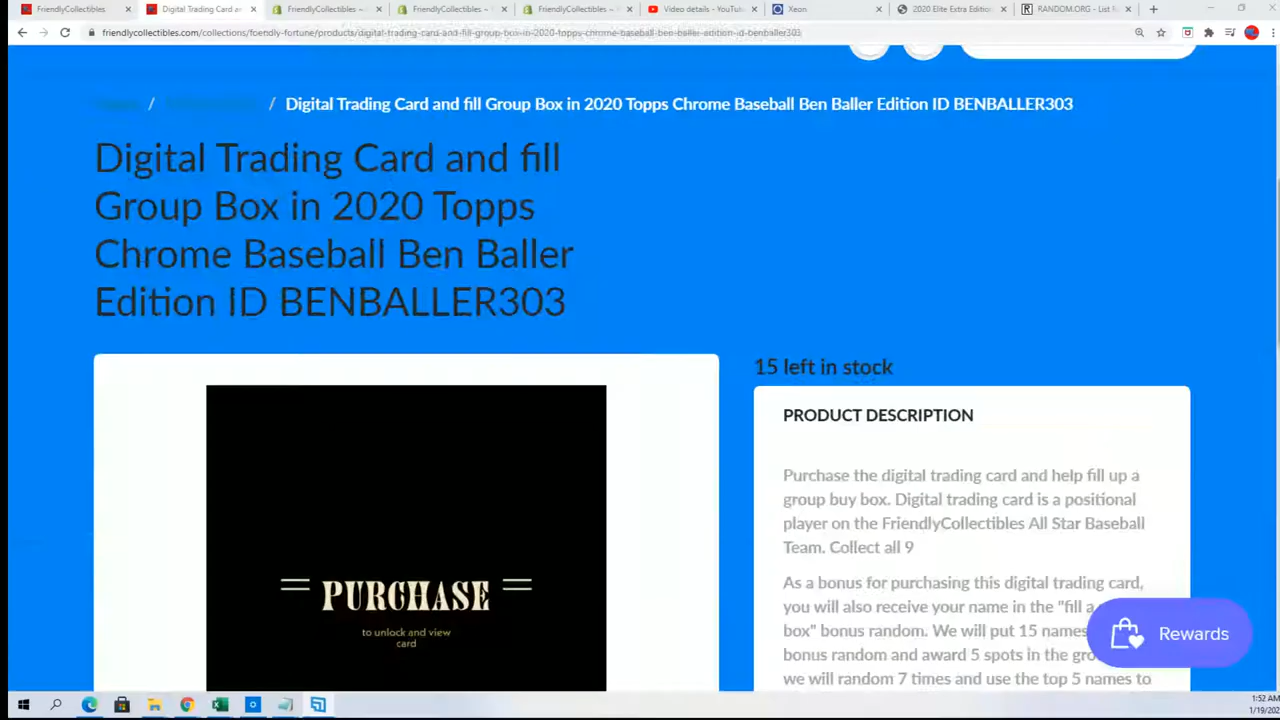 FriendlyCollectibles
Digital Trading Card ar
FriendlyCollectibles ~
FriendlyCollectibles ~
FriendlyCollectibles ~
Video details - YouTub
Xeon
2020 Elite Extra Edition
RANDOM.ORG - List R
friendlycollectibles.com/collections/foendly-fortune/products/digital-trading-card-and-fill-group-box-in-2020-topps-chrome-baseball-ben-baller-edition-id-benballer303
/ / Digital Trading Card and fill Group Box in 2020 Topps Chrome Baseball Ben Baller Edition ID BENBALLER303
Digital Trading Card and fill
Group Box in 2020 Topps
Chrome Baseball Ben Baller
Edition ID BENBALLER303
15 left in stock
PRODUCT DESCRIPTION
Purchase the digital trading card and help fill up a
group buy box. Digital trading card is a positional
player on the FriendlyCollectibles All Star Baseball
Team. Collect all 9
As a bonus for purchasing this digital trading card,
you will also receive your name in the "fill a
box" bonus random. We will put 15 names
bonus random and award 5 spots in the gro
we will random 7 times and use the top 5 names to
PURCHASE
to unlock and view
card
Rewards
1:52 AM
1/19/202